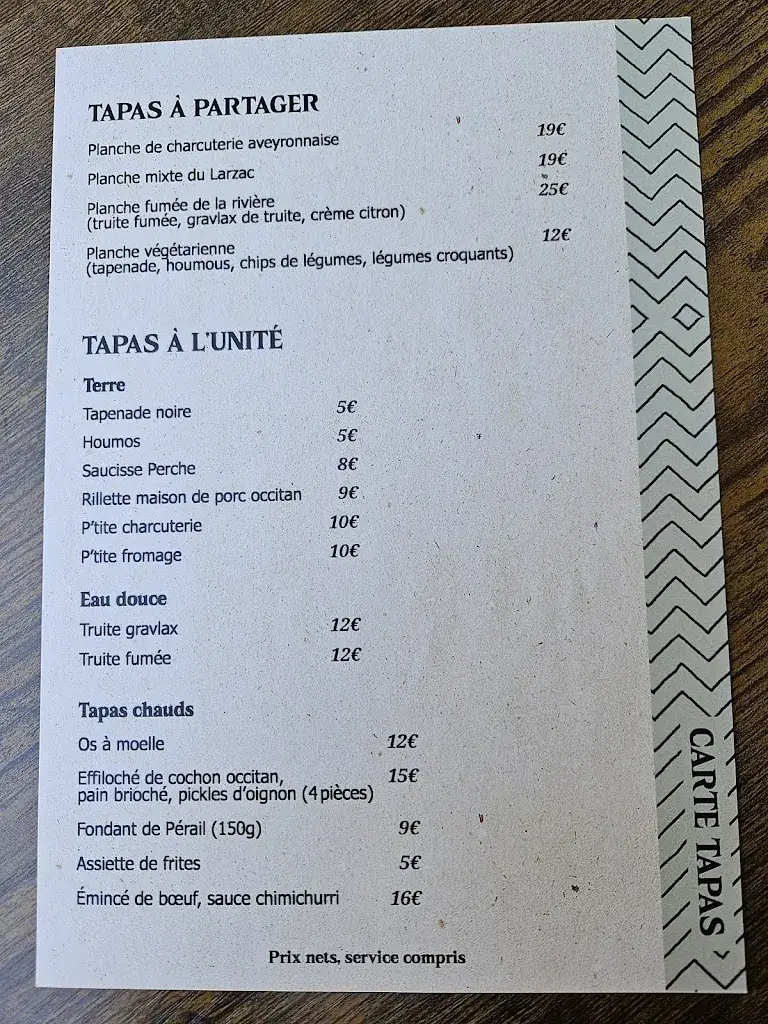 TAPAS À PARTAGER
Planche de charcuterie aveyronnaise 19€
Planche mixte du Larzac 19€
Planche fumée de la rivière 25€
(truite fumée, gravlax de truite, crème citron)
Planche végétarienne 12€
(tapenade, houmous, chips de légumes, légumes croquants)
TAPAS À L'UNITÉ
Terre
Tapenade noire 5€
Houmos 5€
Saucisse Perche 8€
Rillette maison de porc occitan 9€
P'tite charcuterie 10€
P'tite fromage 10€
Eau douce
Truite gravlax 12€
Truite fumée 12€
Tapas chauds
Os à moelle 12€
Effiloché de cochon occitan, 15€
pain brioché, pickles d'oignon (4 pièces)
Fondant de Pérail (150g) 9€
Assiette de frites 5€
Émincé de bœuf, sauce chimichurri 16€
Prix nets, service compris
CARTE TAPAS >